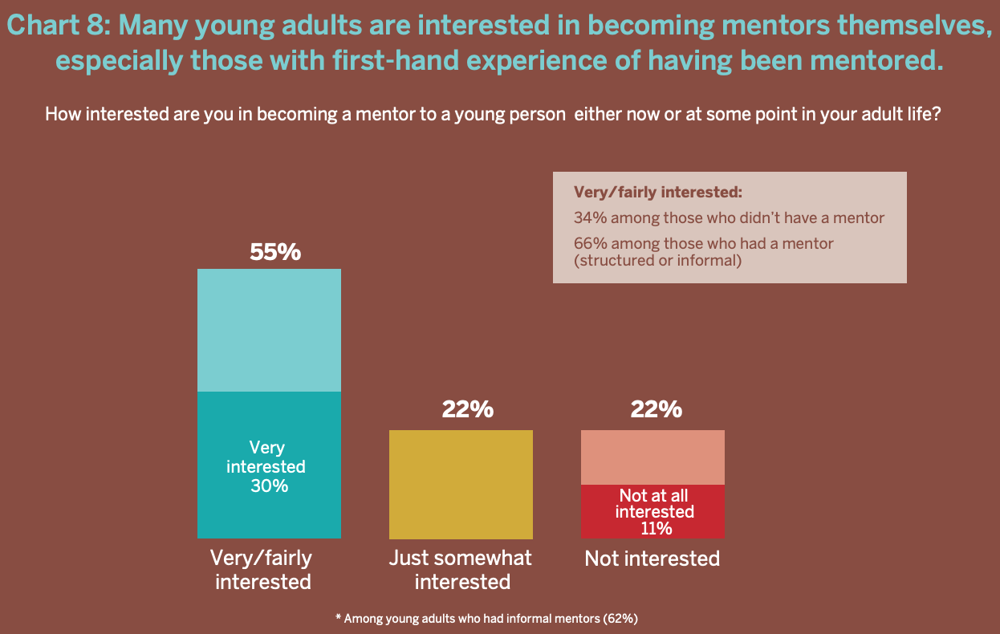 Chart 8: Many young adults are interested in becoming mentors themselves,
especially those with first-hand experience of having been mentored.
How interested are you in becoming a mentor to a young person  either now or at some point in your adult life?
Very/fairly interested:
34% among those who didn't have a mentor
66% among those who had a mentor
(structured or informal)
55%
Very
interested
30%
Very/fairly
interested
22%
Just somewhat
interested
22%
Not at all
interested
11%
Not interested
* Among young adults who had informal mentors (62%)